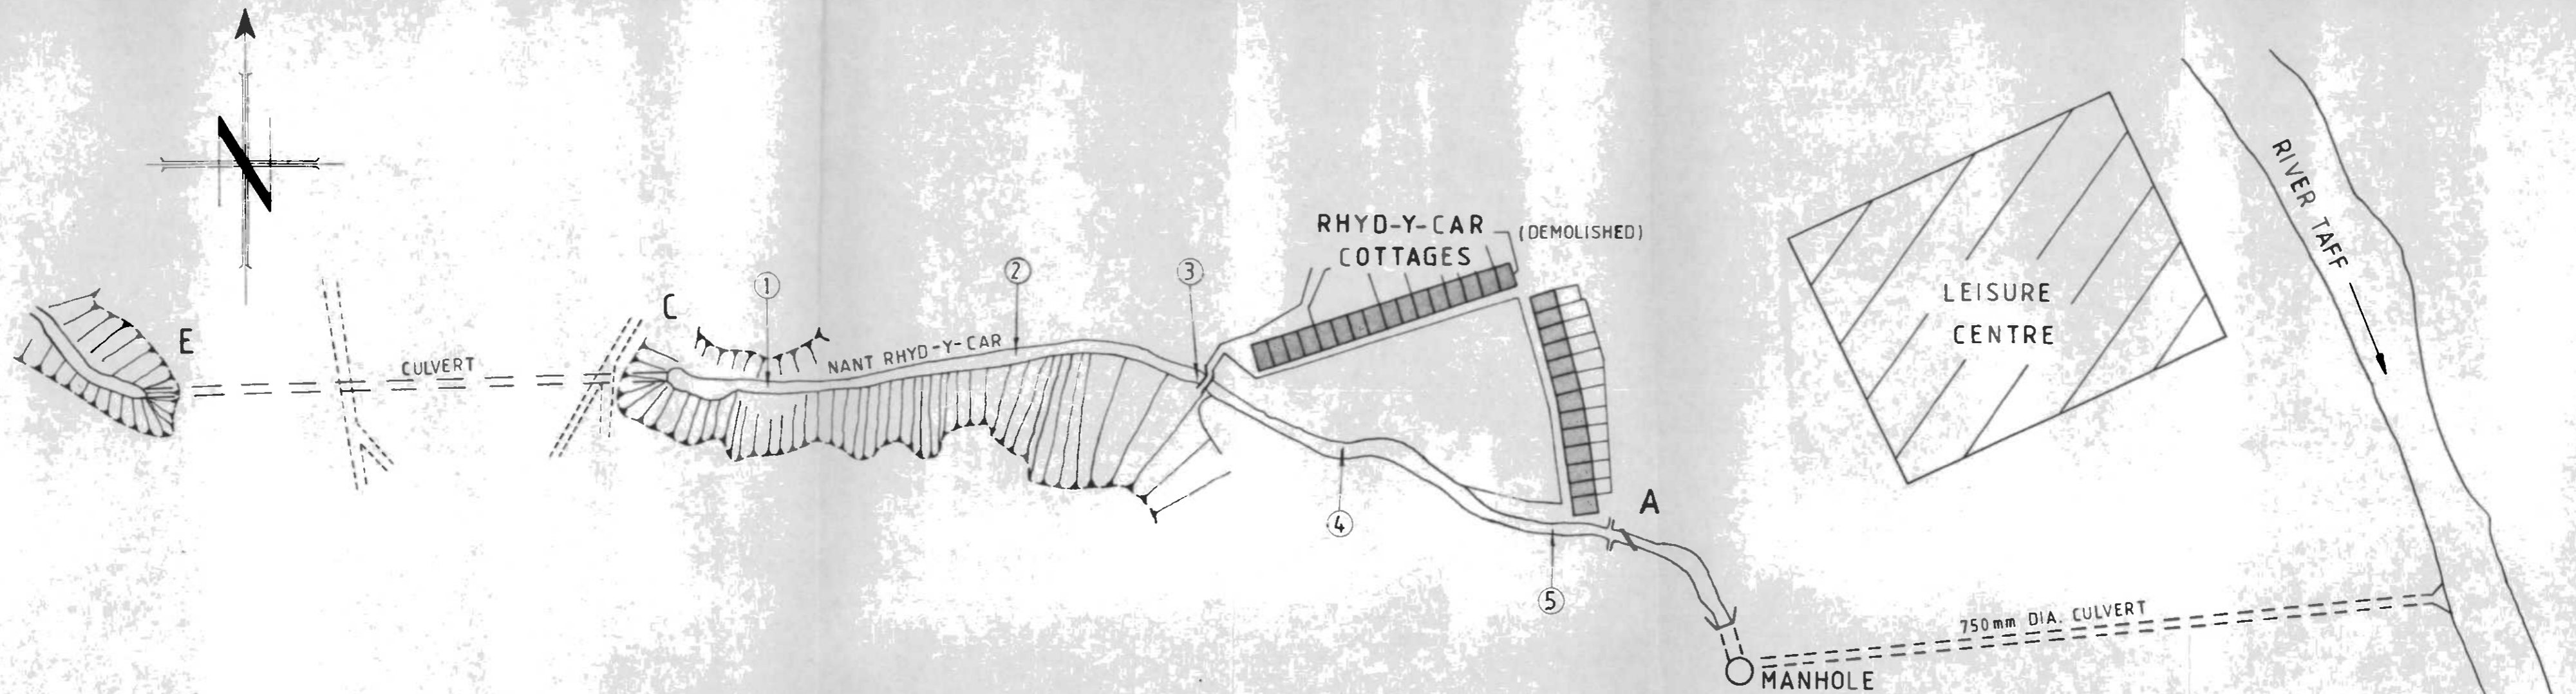 N
E
CULVERT
C
1
NANT RHYD-Y-CAR
2
3
RHYD-Y-CAR
COTTAGES
(DEMOLISHED)
4
5
A
LEISURE
CENTRE
RIVER TAFF
750mm DIA. CULVERT
MANHOLE